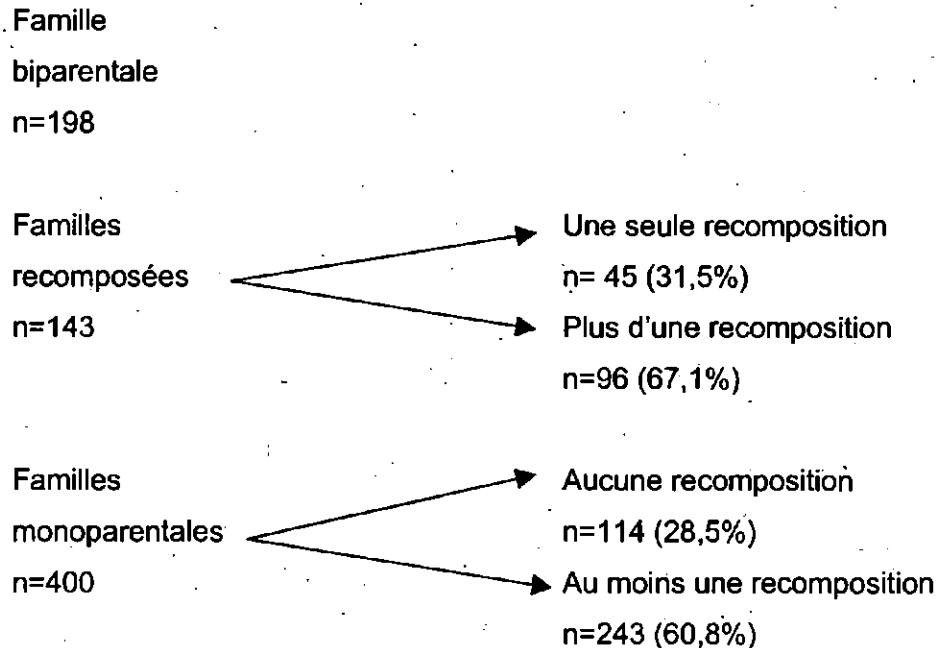 Famille
biparentale
n=198
Familles
recomposées
n=143
Une seule recomposition
n= 45 (31,5%)
Plus d'une recomposition
n=96 (67,1%)
Familles
monoparentales
n=400
Aucune recomposition
n=114 (28,5%)
Au moins une recomposition
n=243 (60,8%)